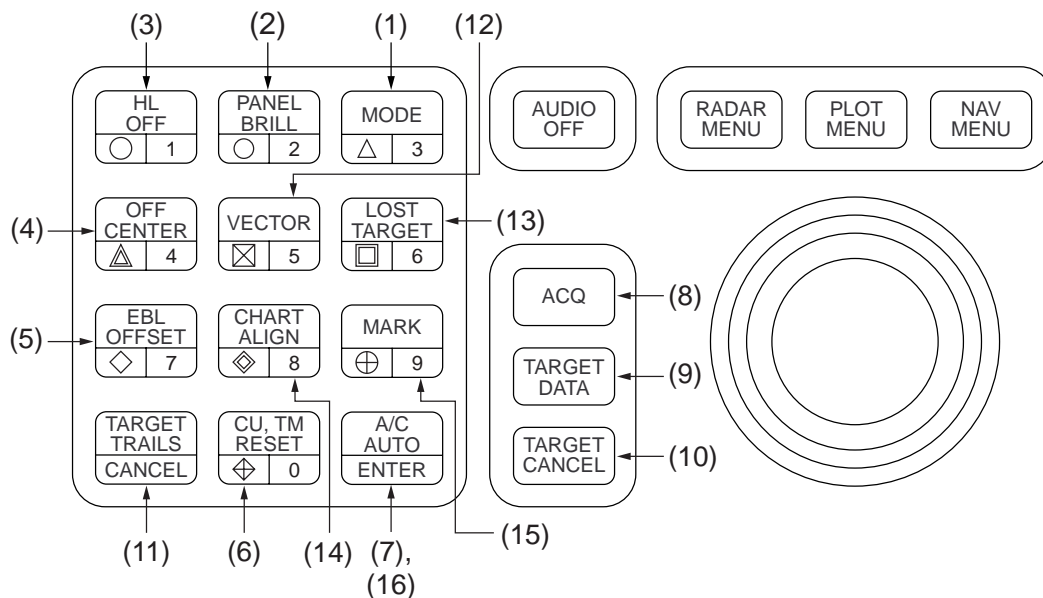 (3)
(2)
(1)
(12)
HL
OFF
1
PANEL
BRILL
2
MODE
3
AUDIO
OFF
RADAR
MENU
PLOT
MENU
NAV
MENU
(4)
OFF
CENTER
4
VECTOR
5
LOST
TARGET
6
(13)
(5)
EBL
OFFSET
7
CHART
ALIGN
8
MARK
9
ACQ
(8)
TARGET
DATA
(9)
TARGET
CANCEL
(10)
TARGET
TRAILS
CANCEL
CU, TM
RESET
0
A/C
AUTO
ENTER
(11)
(6)
(14)
(7),
(16)
(15)